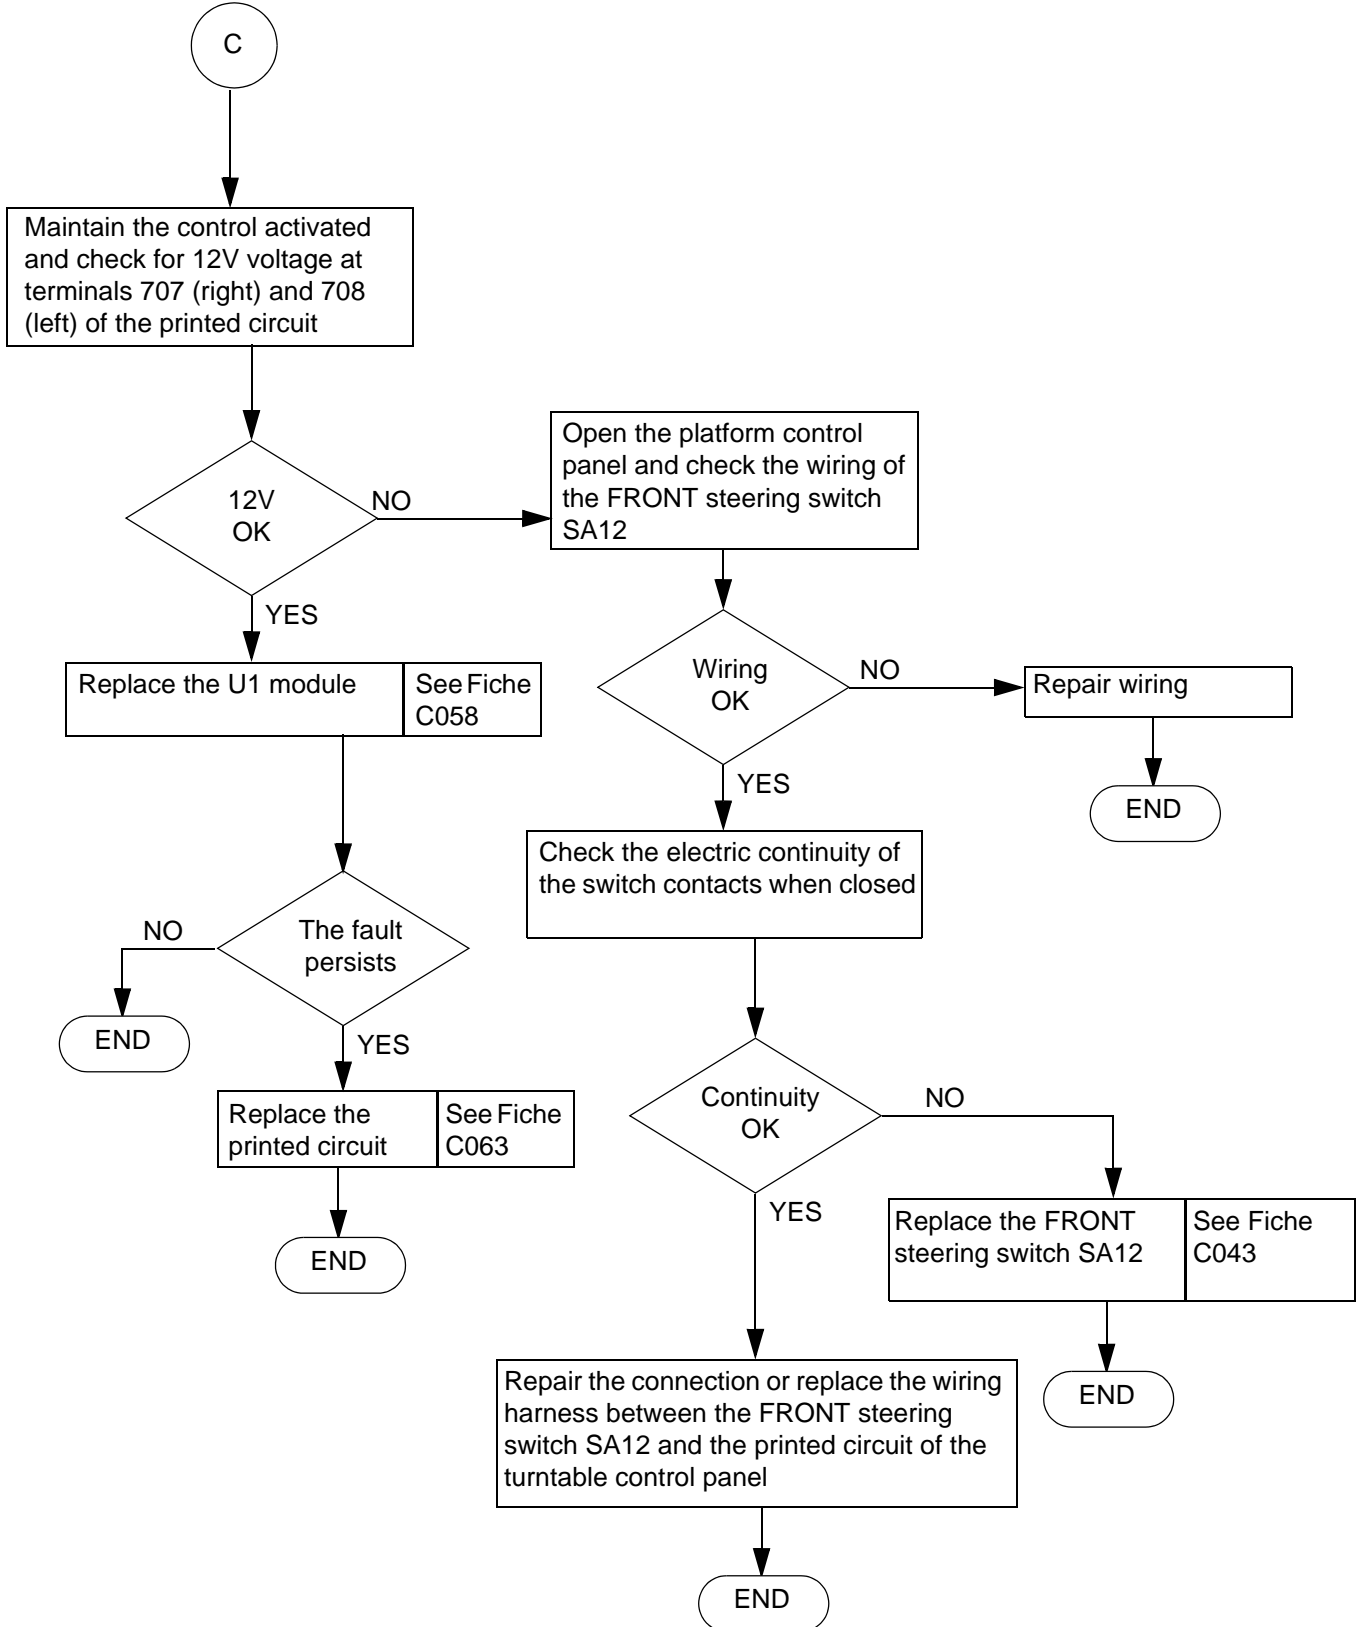 C
Maintain the control activated
and check for 12V voltage at
terminals 707 (right) and 708
(left) of the printed circuit
12V
OK
NO
YES
Open the platform control
panel and check the wiring of
the FRONT steering switch
SA12
Replace the U1 module
See Fiche
C058
Wiring
OK
NO
Repair wiring
END
YES
Check the electric continuity of
the switch contacts when closed
The fault
persists
NO
END
YES
Replace the
printed circuit
See Fiche
C063
END
Continuity
OK
NO
Replace the FRONT
steering switch SA12
See Fiche
C043
END
YES
Repair the connection or replace the wiring
harness between the FRONT steering
switch SA12 and the printed circuit of the
turntable control panel
END